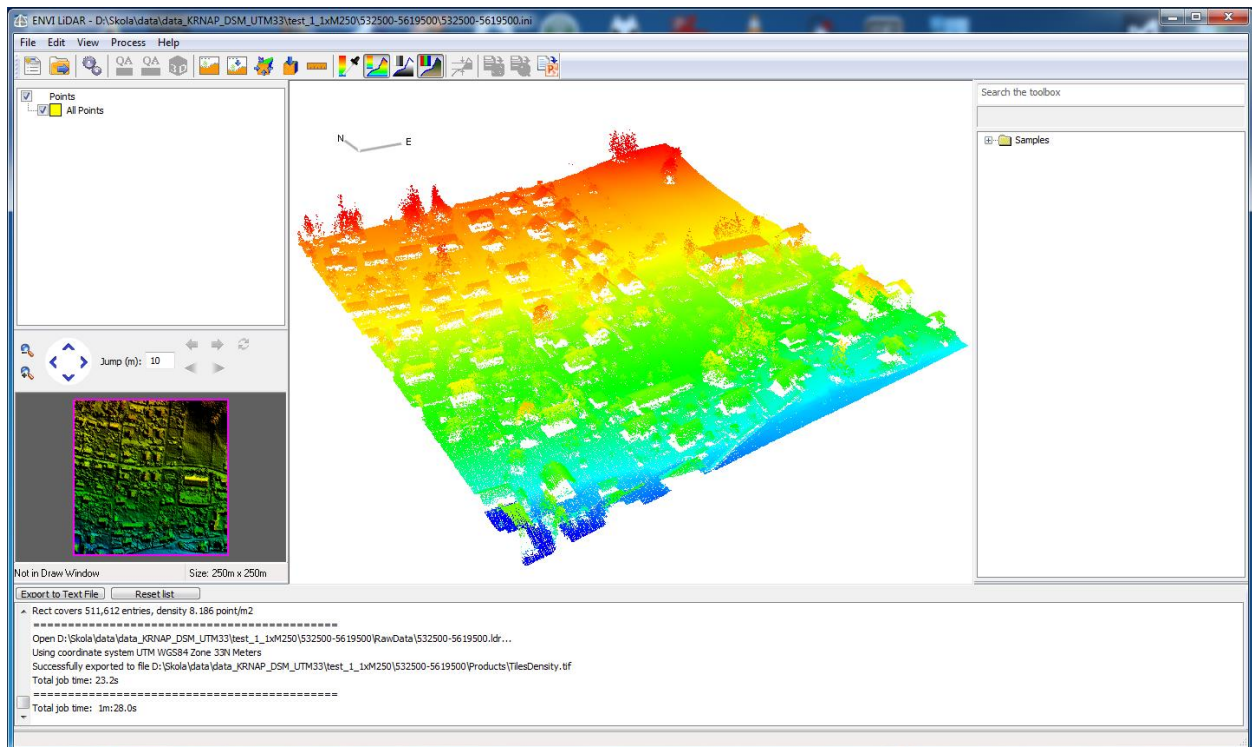 ENVI LiDAR - D:\Skola\data\data_KRNAP_DSM_UTM33\test_1_1xM250\532500-5619500\532500-5619500.ini
File Edit View Process Help
QA QA 3D
Points
All Points
Search the toolbox
Samples
N E
Jump (m): 10
Not in Draw Window Size: 250m x 250m
Export to Text File Reset list
Rect covers 511,612 entries, density 8.186 point/m2
============================================
Open D:\Skola\data\data_KRNAP_DSM_UTM33\test_1_1xM250\532500-5619500\RawData\532500-5619500.ldr...
Using coordinate system UTM WGS84 Zone 33N Meters
Successfully exported to file D:\Skola\data\data_KRNAP_DSM_UTM33\test_1_1xM250\532500-5619500\Products\TilesDensity.tif
Total job time: 23.2s
============================================
Total job time: 1m:28.0s